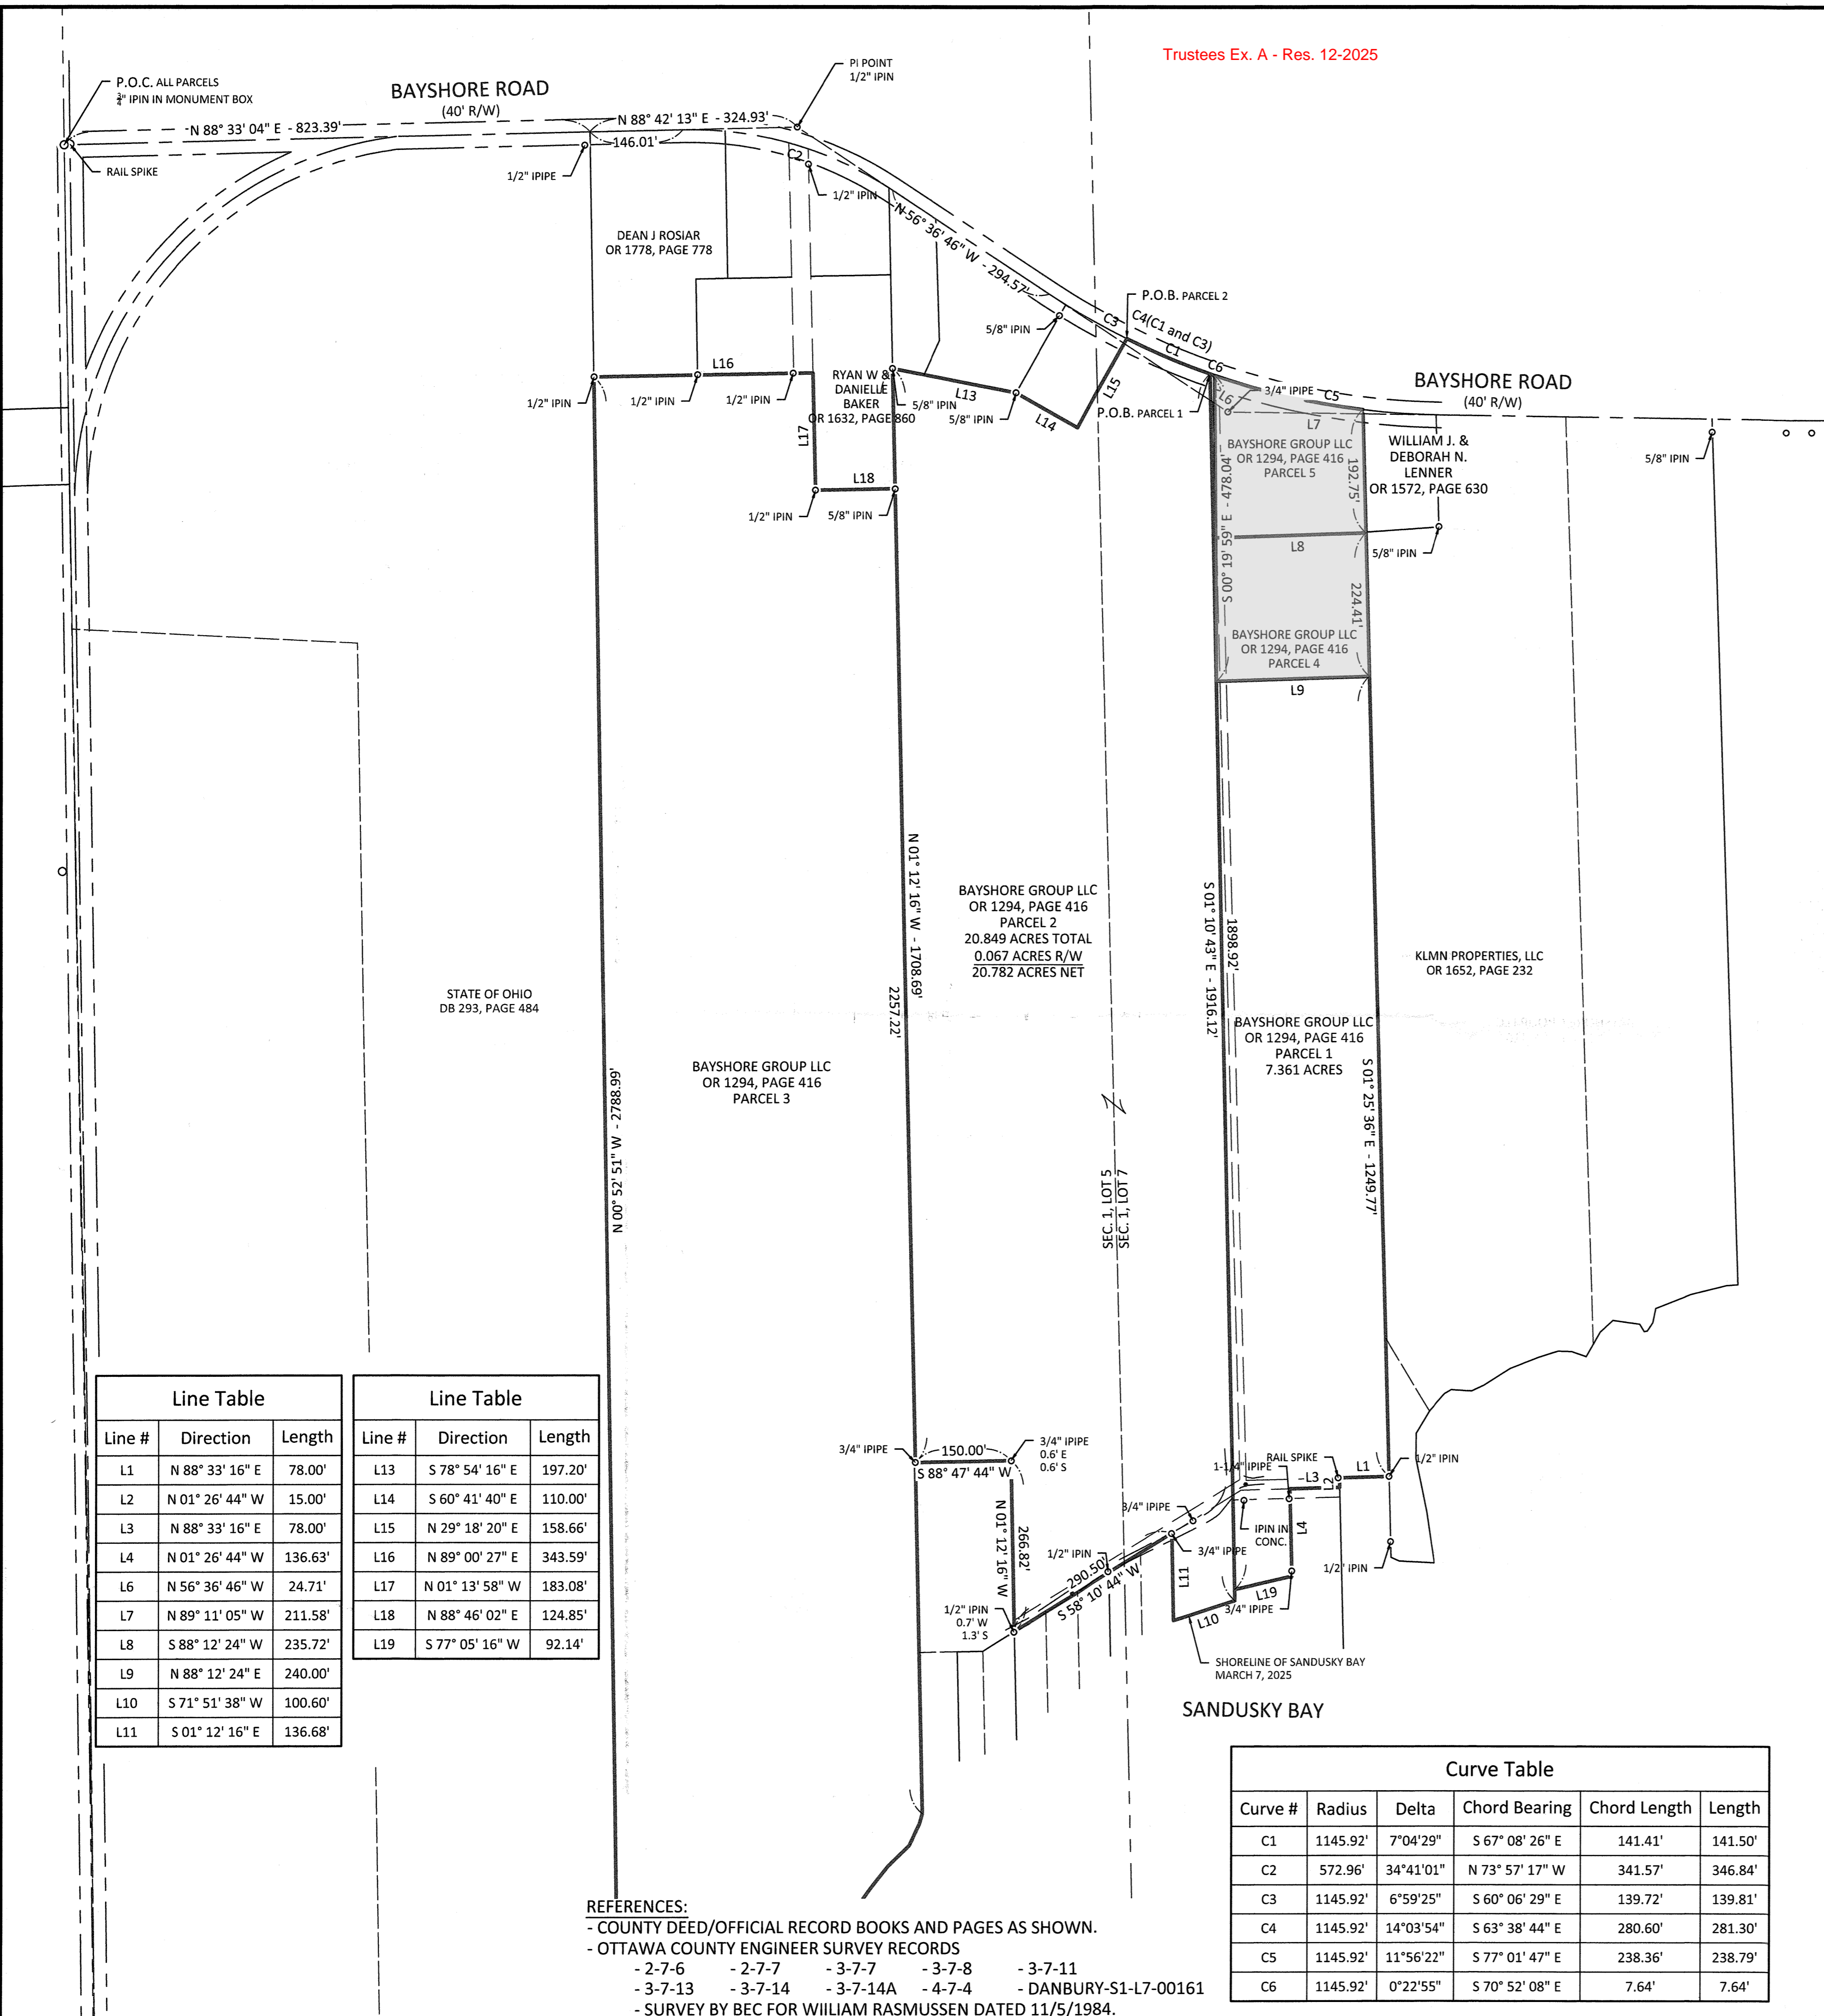 Trustees Ex. A - Res. 12-2025
P.O.C. ALL PARCELS
3/4" IPIN IN MONUMENT BOX
BAYSHORE ROAD
(40' R/W)
PI POINT
1/2" IPIN
N 88° 33' 04" E - 823.39'
N 88° 42' 13" E - 324.93'
146.01'
RAIL SPIKE
1/2" IPIPE
C2
1/2" IPIN
N 56° 36' 46" W - 294.57'
DEAN J ROSIAR
OR 1778, PAGE 778
P.O.B. PARCEL 2
5/8" IPIN
C3
C4(C1 and C3)
C1
C6
C5
BAYSHORE ROAD
(40' R/W)
L16
1/2" IPIN
1/2" IPIN
1/2" IPIN
RYAN W &
DANIELLE
BAKER
OR 1632, PAGE 860
5/8" IPIN
L13
5/8" IPIN
L14
L15
P.O.B. PARCEL 1
L6
3/4" IPIPE
L7
BAYSHORE GROUP LLC
OR 1294, PAGE 416
PARCEL 5
192.75'
WILLIAM J. &
DEBORAH N.
LENNER
OR 1572, PAGE 630
5/8" IPIN
L17
L18
1/2" IPIN
5/8" IPIN
S 00° 19' 59" E - 478.04'
L8
5/8" IPIN
224.41'
BAYSHORE GROUP LLC
OR 1294, PAGE 416
PARCEL 4
L9
N 01° 12' 16" W - 1708.69'
2257.22'
BAYSHORE GROUP LLC
OR 1294, PAGE 416
PARCEL 2
20.849 ACRES TOTAL
0.067 ACRES R/W
20.782 ACRES NET
S 01° 10' 43" E - 1916.12'
1898.92'
KLMN PROPERTIES, LLC
OR 1652, PAGE 232
STATE OF OHIO
DB 293, PAGE 484
BAYSHORE GROUP LLC
OR 1294, PAGE 416
PARCEL 1
7.361 ACRES
BAYSHORE GROUP LLC
OR 1294, PAGE 416
PARCEL 3
N 00° 52' 51" W - 2788.99'
S 01° 25' 36" E - 1249.77'
SEC. 1, LOT 5
SEC. 1, LOT 7
Line Table
Line # Direction Length
L1 N 88° 33' 16" E 78.00'
L2 N 01° 26' 44" W 15.00'
L3 N 88° 33' 16" E 78.00'
L4 N 01° 26' 44" W 136.63'
L6 N 56° 36' 46" W 24.71'
L7 N 89° 11' 05" W 211.58'
L8 S 88° 12' 24" W 235.72'
L9 N 88° 12' 24" E 240.00'
L10 S 71° 51' 38" W 100.60'
L11 S 01° 12' 16" E 136.68'
Line Table
Line # Direction Length
L13 S 78° 54' 16" E 197.20'
L14 S 60° 41' 40" E 110.00'
L15 N 29° 18' 20" E 158.66'
L16 N 89° 00' 27" E 343.59'
L17 N 01° 13' 58" W 183.08'
L18 N 88° 46' 02" E 124.85'
L19 S 77° 05' 16" W 92.14'
3/4" IPIPE
150.00'
S 88° 47' 44" W
3/4" IPIPE
0.6' E
0.6' S
N 01° 12' 16" W
266.82'
1/2" IPIN
0.7' W
1.3' S
1/2" IPIN
290.50'
S 58° 10' 44" W
3/4" IPIPE
3/4" IPIPE
1-1/4" IPIPE
RAIL SPIKE
L1
L2
L3
L4
1/2" IPIN
IPIN IN
CONC.
1/2" IPIN
L11
L10
L19
3/4" IPIPE
SHORELINE OF SANDUSKY BAY
MARCH 7, 2025
SANDUSKY BAY
Curve Table
Curve # Radius Delta Chord Bearing Chord Length Length
C1 1145.92' 7°04'29" S 67° 08' 26" E 141.41' 141.50'
C2 572.96' 34°41'01" N 73° 57' 17" W 341.57' 346.84'
C3 1145.92' 6°59'25" S 60° 06' 29" E 139.72' 139.81'
C4 1145.92' 14°03'54" S 63° 38' 44" E 280.60' 281.30'
C5 1145.92' 11°56'22" S 77° 01' 47" E 238.36' 238.79'
C6 1145.92' 0°22'55" S 70° 52' 08" E 7.64' 7.64'
REFERENCES:
- COUNTY DEED/OFFICIAL RECORD BOOKS AND PAGES AS SHOWN.
- OTTAWA COUNTY ENGINEER SURVEY RECORDS
- 2-7-6 - 2-7-7 - 3-7-7 - 3-7-8 - 3-7-11
- 3-7-13 - 3-7-14 - 3-7-14A - 4-7-4 - DANBURY-S1-L7-00161
- SURVEY BY BEC FOR WIILIAM RASMUSSEN DATED 11/5/1984.